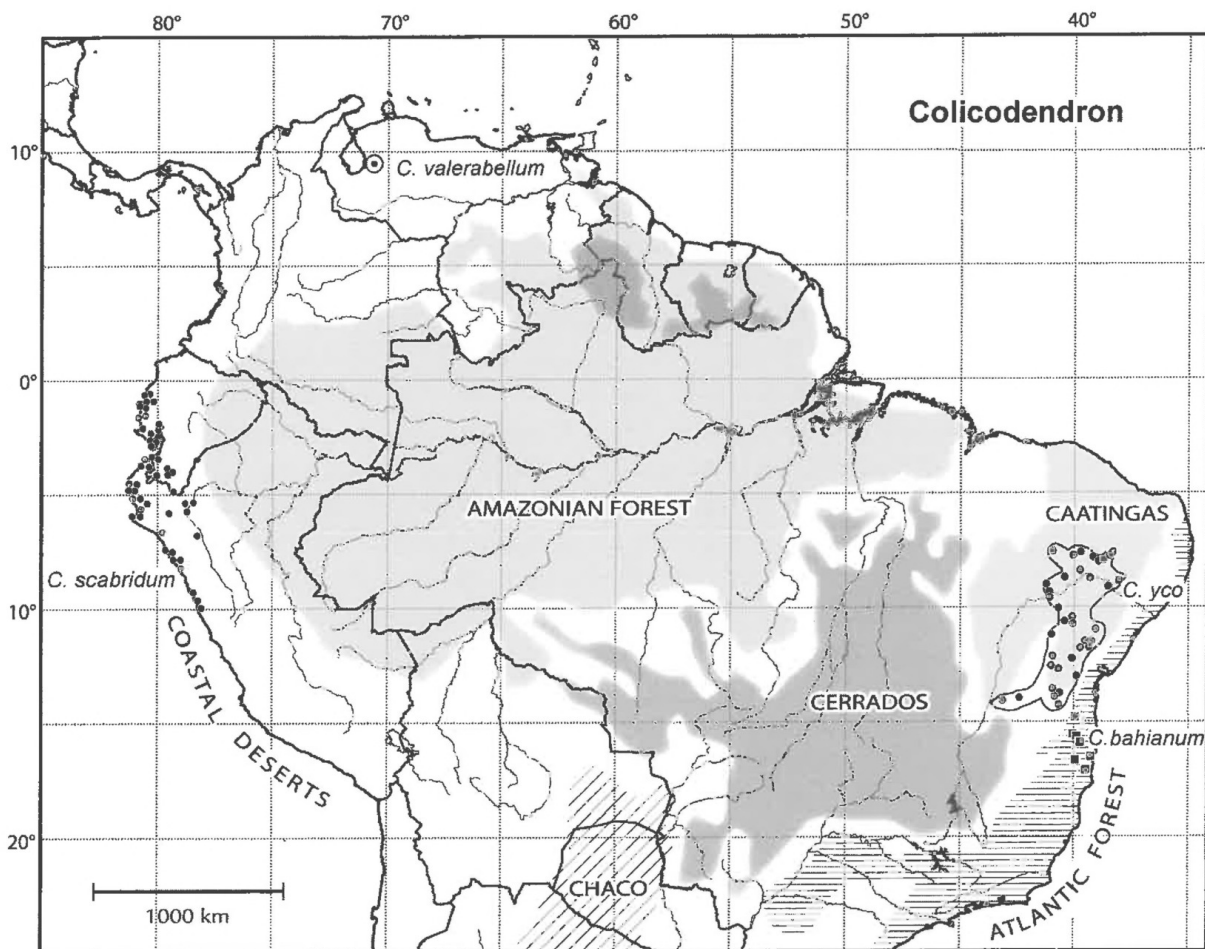 80° 70° 60° 50° 40°
Colicodendron
10°
C. valerabellum
0°
AMAZONIAN FOREST
CAATINGAS
C. scabridum
C. yco
10°
COASTAL DESERTS
CERRADOS
C.bahianum
20°
CHACO
ATLANTIC FOREST
1000 km